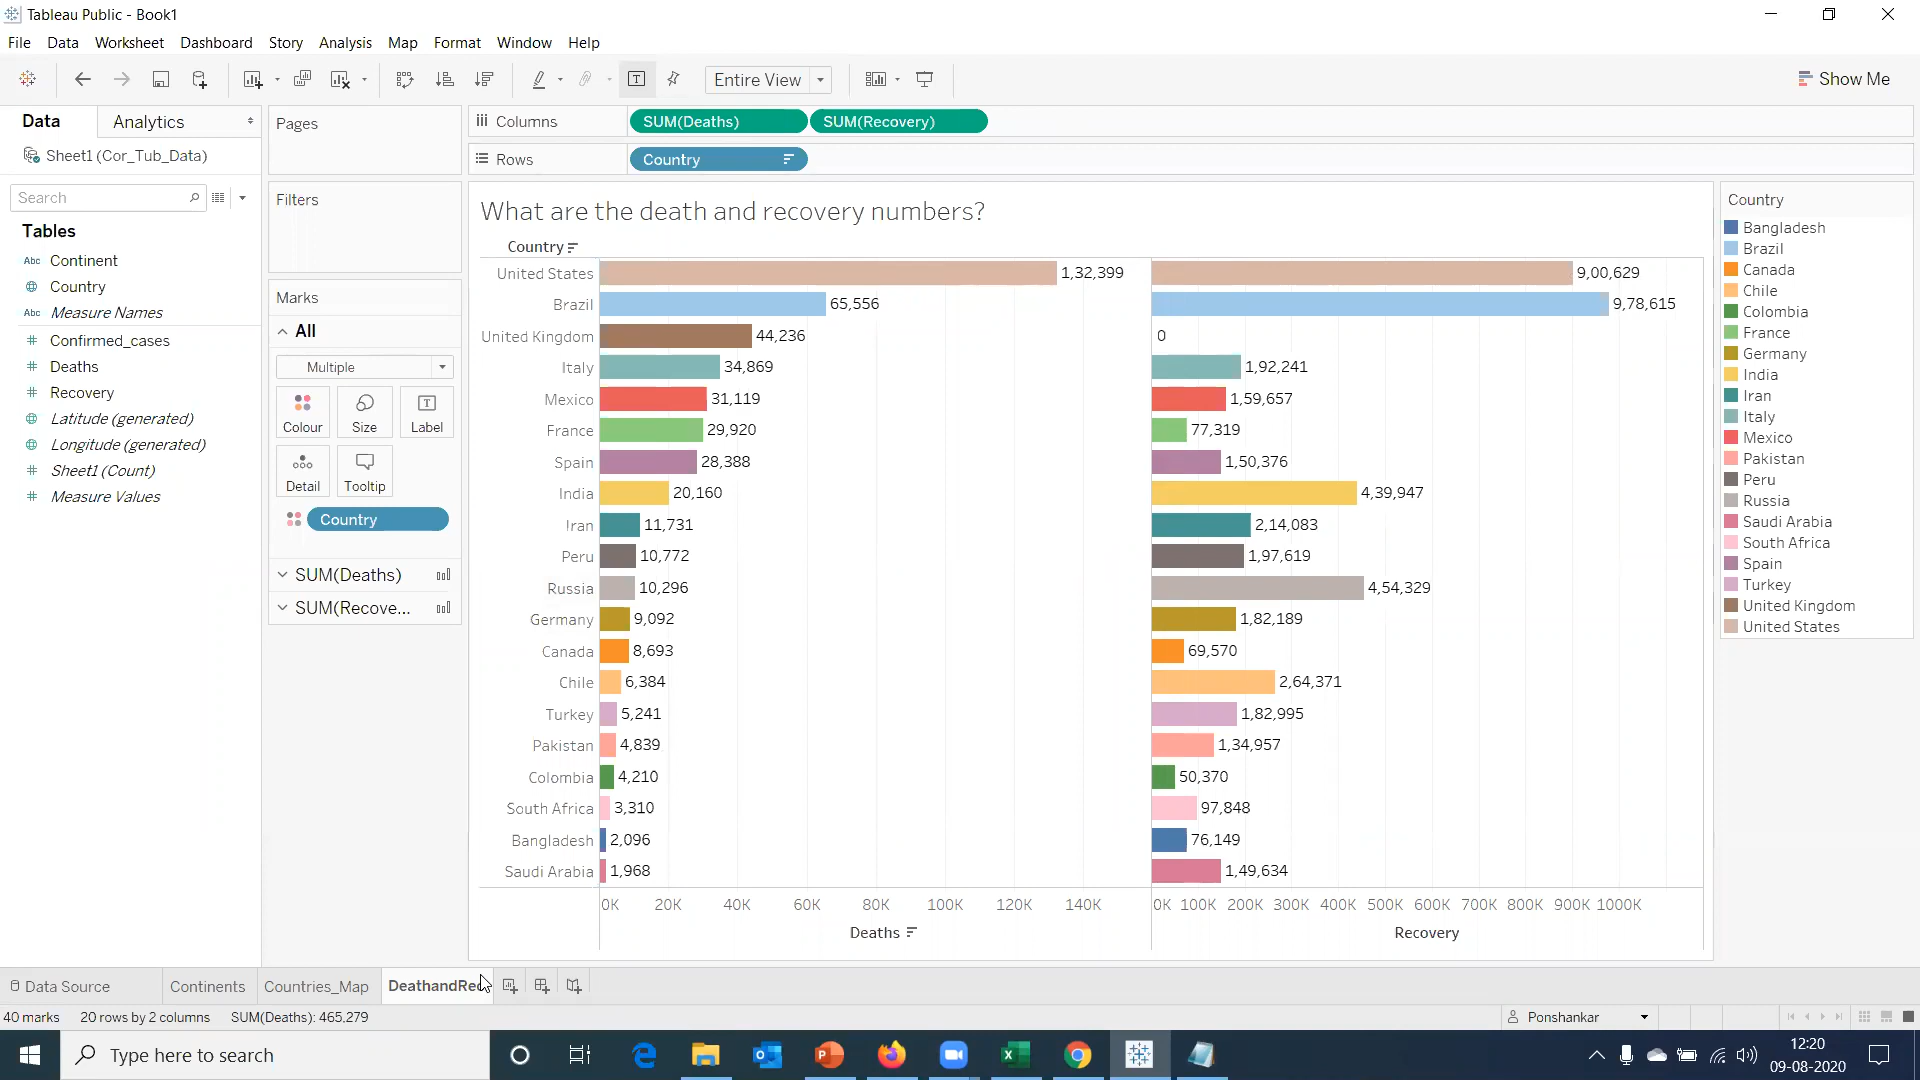 Tableau Public - Book1
File Data Worksheet Dashboard Story Analysis Map Format Window Help
Entire View
Show Me
Data
Analytics
Sheet1 (Cor_Tub_Data)
Search
Tables
Abc Continent
Country
Abc Measure Names
Confirmed_cases
Deaths
Recovery
Latitude (generated)
Longitude (generated)
Sheet1 (Count)
Measure Values
Pages
Filters
Marks
All
Multiple
Colour Size Label
Detail Tooltip
Country
SUM(Deaths)
SUM(Recove...
Columns SUM(Deaths) SUM(Recovery)
Rows Country
What are the death and recovery numbers?
Country
United States 1,32,399 9,00,629
Brazil 65,556 9,78,615
United Kingdom 44,236 0
Italy 34,869 1,92,241
Mexico 31,119 1,59,657
France 29,920 77,319
Spain 28,388 1,50,376
India 20,160 4,39,947
Iran 11,731 2,14,083
Peru 10,772 1,97,619
Russia 10,296 4,54,329
Germany 9,092 1,82,189
Canada 8,693 69,570
Chile 6,384 2,64,371
Turkey 5,241 1,82,995
Pakistan 4,839 1,34,957
Colombia 4,210 50,370
South Africa 3,310 97,848
Bangladesh 2,096 76,149
Saudi Arabia 1,968 1,49,634
0K 20K 40K 60K 80K 100K 120K 140K 0K 100K 200K 300K 400K 500K 600K 700K 800K 900K 1000K
Deaths Recovery
Country
Bangladesh
Brazil
Canada
Chile
Colombia
France
Germany
India
Iran
Italy
Mexico
Pakistan
Peru
Russia
Saudi Arabia
South Africa
Spain
Turkey
United Kingdom
United States
Data Source Continents Countries_Map DeathandRec
40 marks 20 rows by 2 columns SUM(Deaths): 465,279
Ponshankar
Type here to search
12:20
09-08-2020